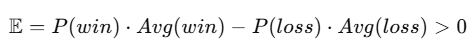 𝔼 = P(win) · Avg(win) − P(loss) · Avg(loss) > 0